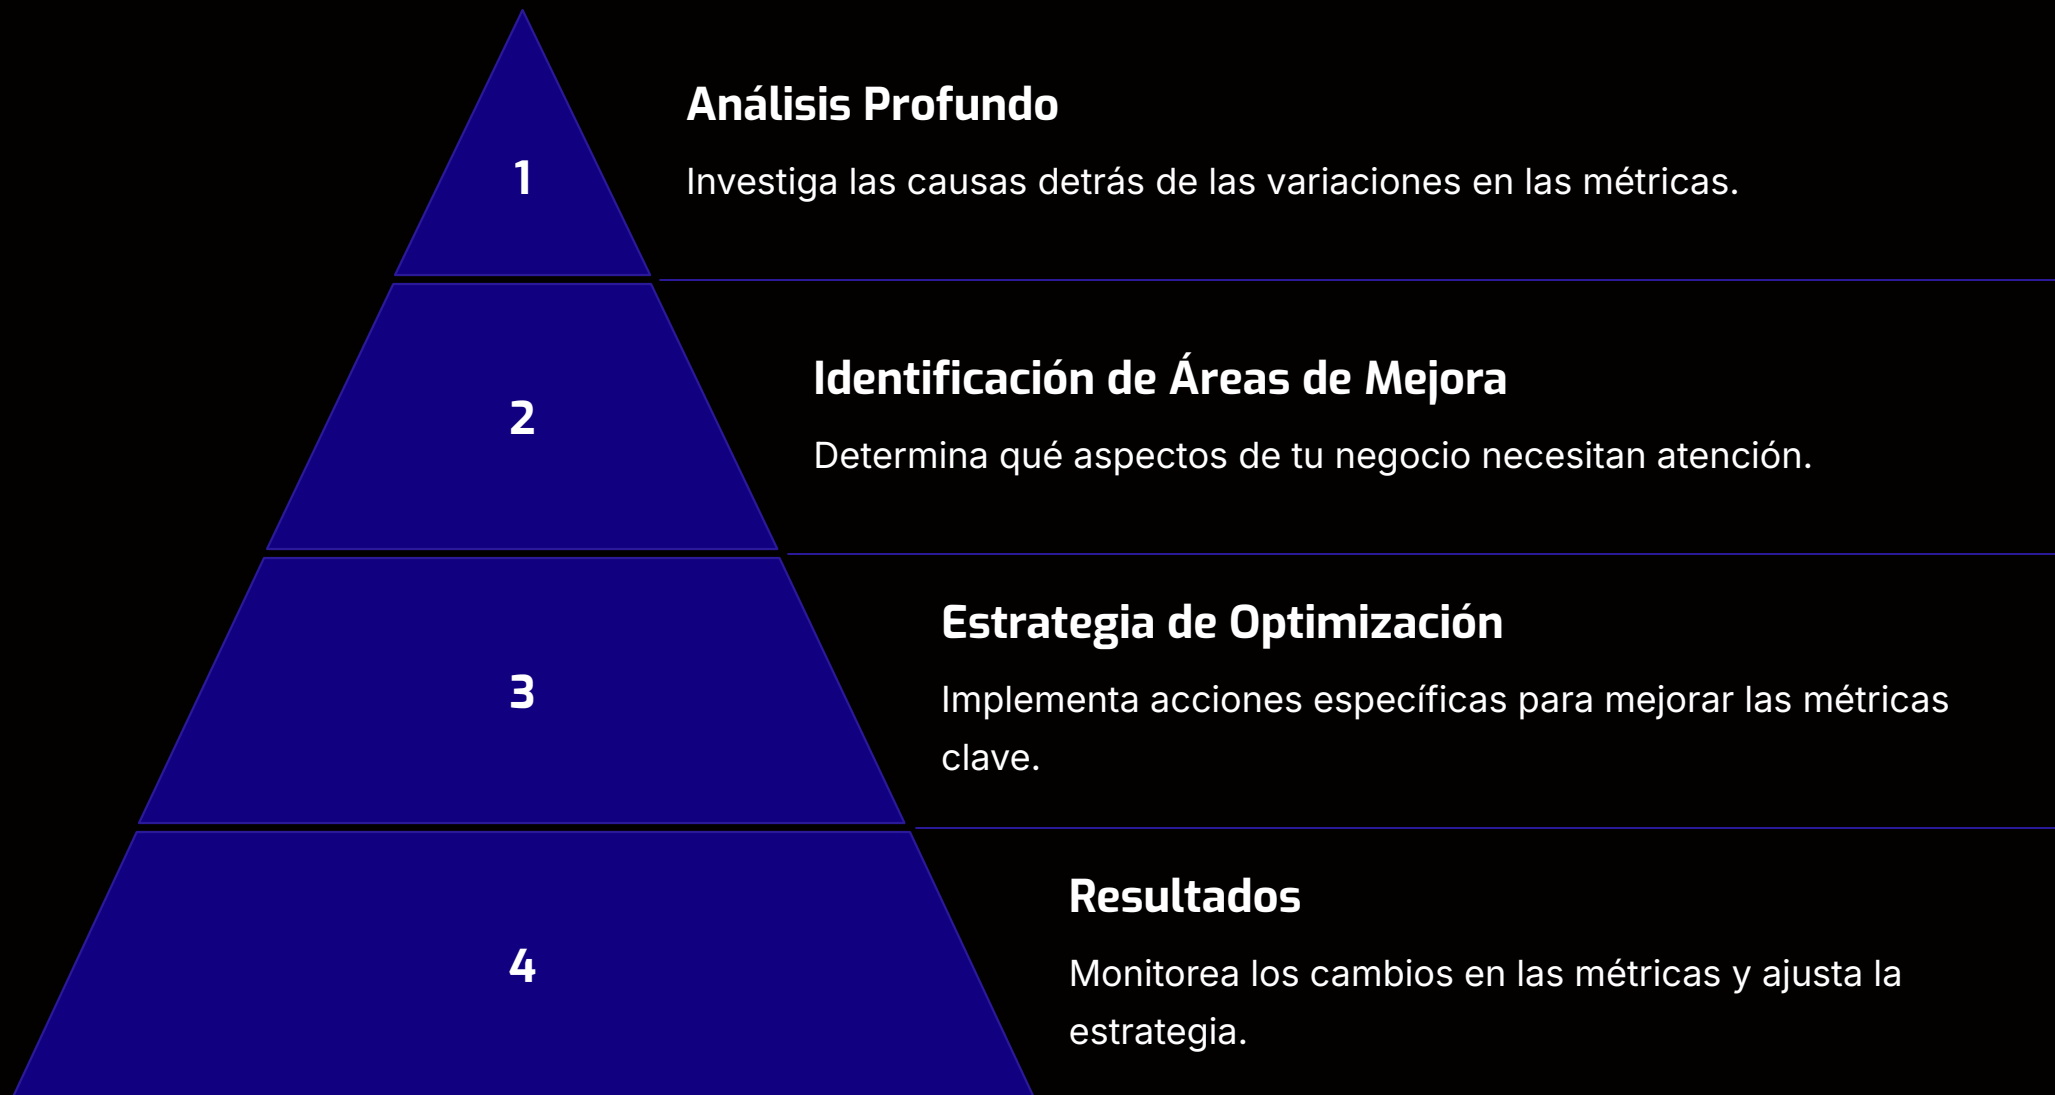 1
Análisis Profundo
Investiga las causas detrás de las variaciones en las métricas.
2
Identificación de Áreas de Mejora
Determina qué aspectos de tu negocio necesitan atención.
3
Estrategia de Optimización
Implementa acciones específicas para mejorar las métricas
clave.
4
Resultados
Monitorea los cambios en las métricas y ajusta la
estrategia.